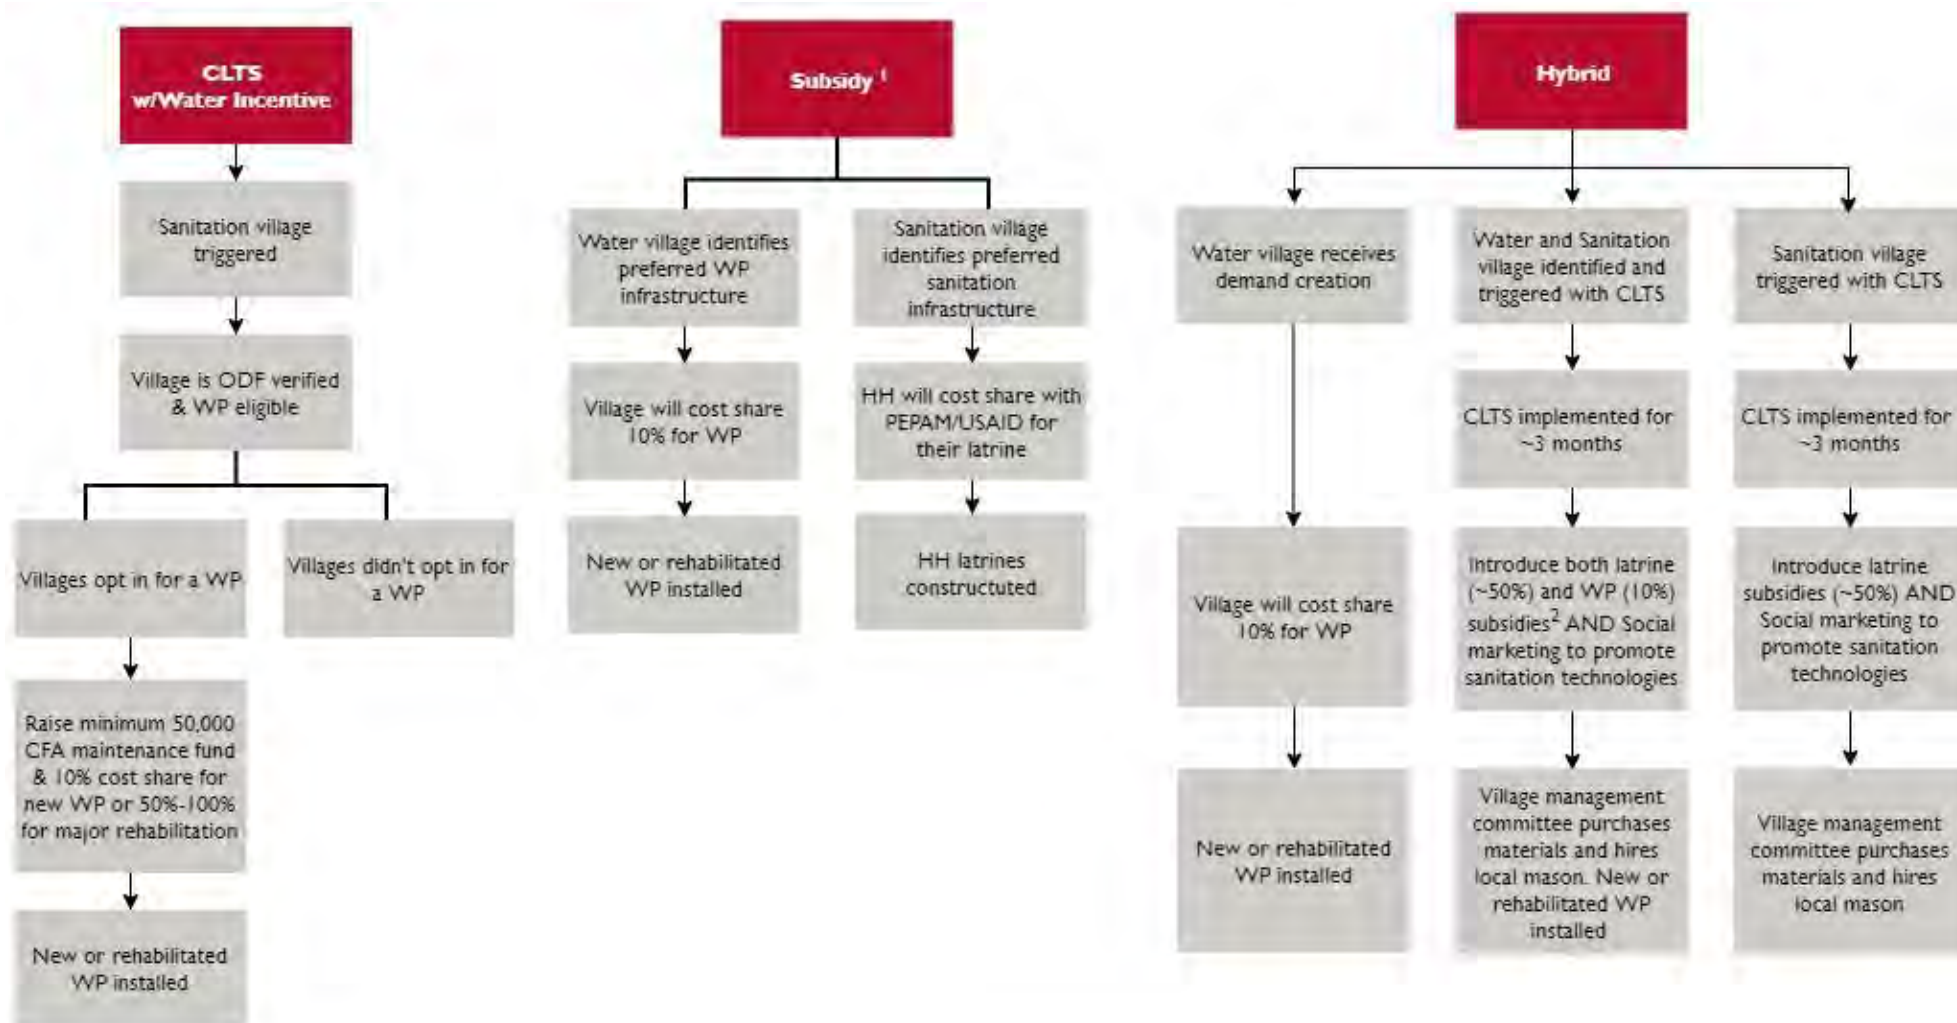 CLTS
w/Water Incentive
Sanitation village
triggered
Village is ODF verified
& WP eligible
Villages opt in for a WP
Villages didn't opt in for
a WP
Raise minimum 50,000
CFA maintenance fund
& 10% cost share for
new WP or 50%-100%
for major rehabilitation
New or rehabilitated
WP installed
Subsidy 1
Water village identifies
preferred WP
infrastructure
Village will cost share
10% for WP
New or rehabilitated
WP installed
Sanitation village
identifies preferred
sanitation
infrastructure
HH will cost share with
PEPAM/USAID for
their latrine
HH latrines
constructuted
Hybrid
Water village receives
demand creation
Village will cost share
10% for WP
New or rehabilitated
WP installed
Water and Sanitation
village identified and
triggered with CLTS
CLTS implemented for
~3 months
Introduce both latrine
(~50%) and WP (10%)
subsidies2 AND Social
marketing to promote
sanitation technologies
Village management
committee purchases
materials and hires
local mason. New or
rehabilitated WP
installed
Sanitation village
triggered with CLTS
CLTS implemented for
~3 months
Introduce latrine
subsidies (~50%) AND
Social marketing to
promote sanitation
technologies
Village management
committee purchases
materials and hires
local mason